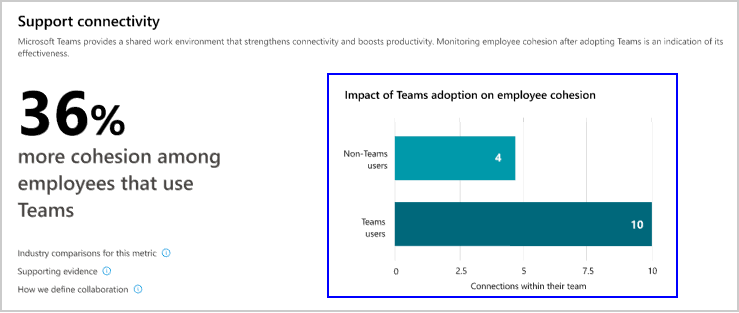 Support connectivity
Microsoft Teams provides a shared work environment that strengthens connectivity and boosts productivity. Monitoring employee cohesion after adopting Teams is an indication of its
effectiveness.
36%
more cohesion among
employees that use
Teams
Industry comparisons for this metric
Supporting evidence
How we define collaboration
Impact of Teams adoption on employee cohesion
Non-Teams
users
4
Teams
users
10
0 2.5 5 7.5 10
Connections within their team